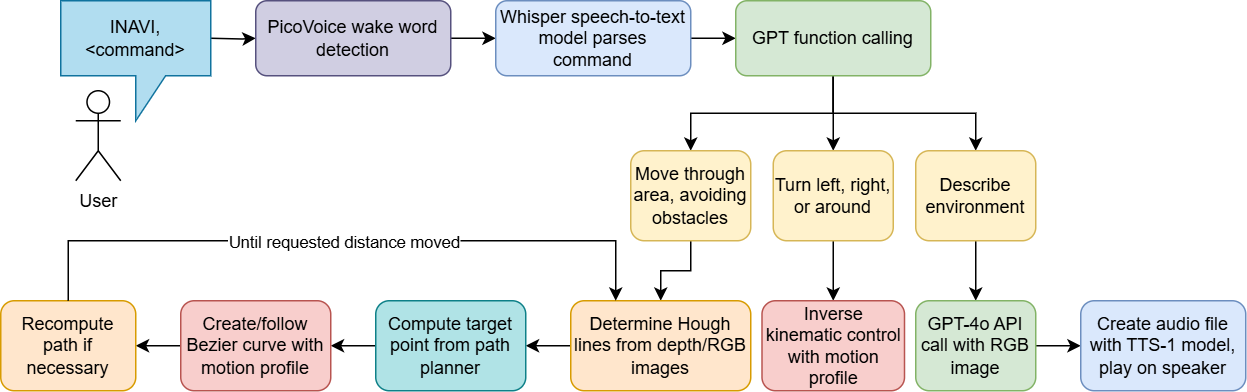 INAVI,
<command>
PicoVoice wake word
detection
Whisper speech-to-text
model parses
command
GPT function calling
User
Move through
area, avoiding
obstacles
Turn left, right,
or around
Describe
environment
Until requested distance moved
Recompute
path if
necessary
Create/follow
Bezier curve with
motion profile
Compute target
point from path
planner
Determine Hough
lines from depth/RGB
images
Inverse
kinematic control
with motion
profile
GPT-4o API
call with RGB
image
Create audio file
with TTS-1 model,
play on speaker